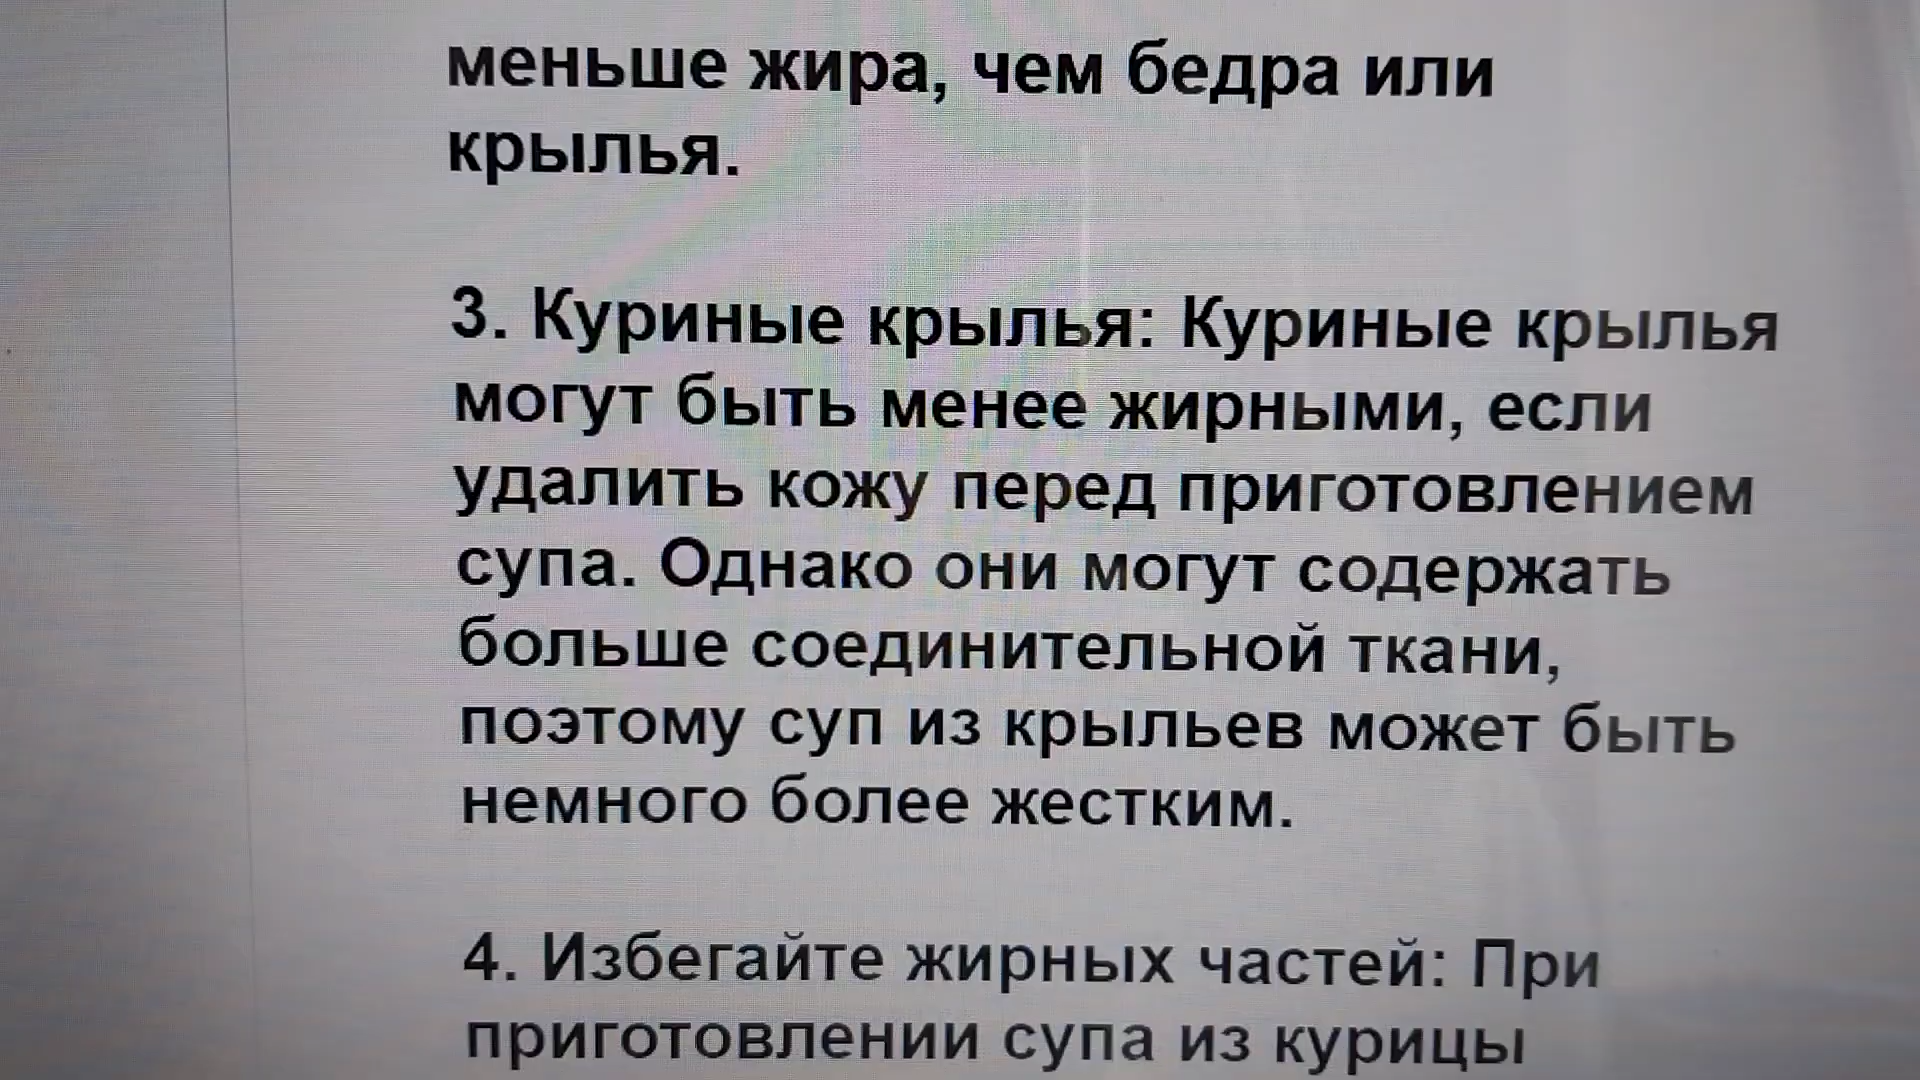 меньше жира, чем бедра или
крылья.
3. Куриные крылья: Куриные крылья
могут быть менее жирными, если
удалить кожу перед приготовлением
супа. Однако они могут содержать
больше соединительной ткани,
поэтому суп из крыльев может быть
немного более жестким.
4. Избегайте жирных частей: При
приготовлении супа из курицы